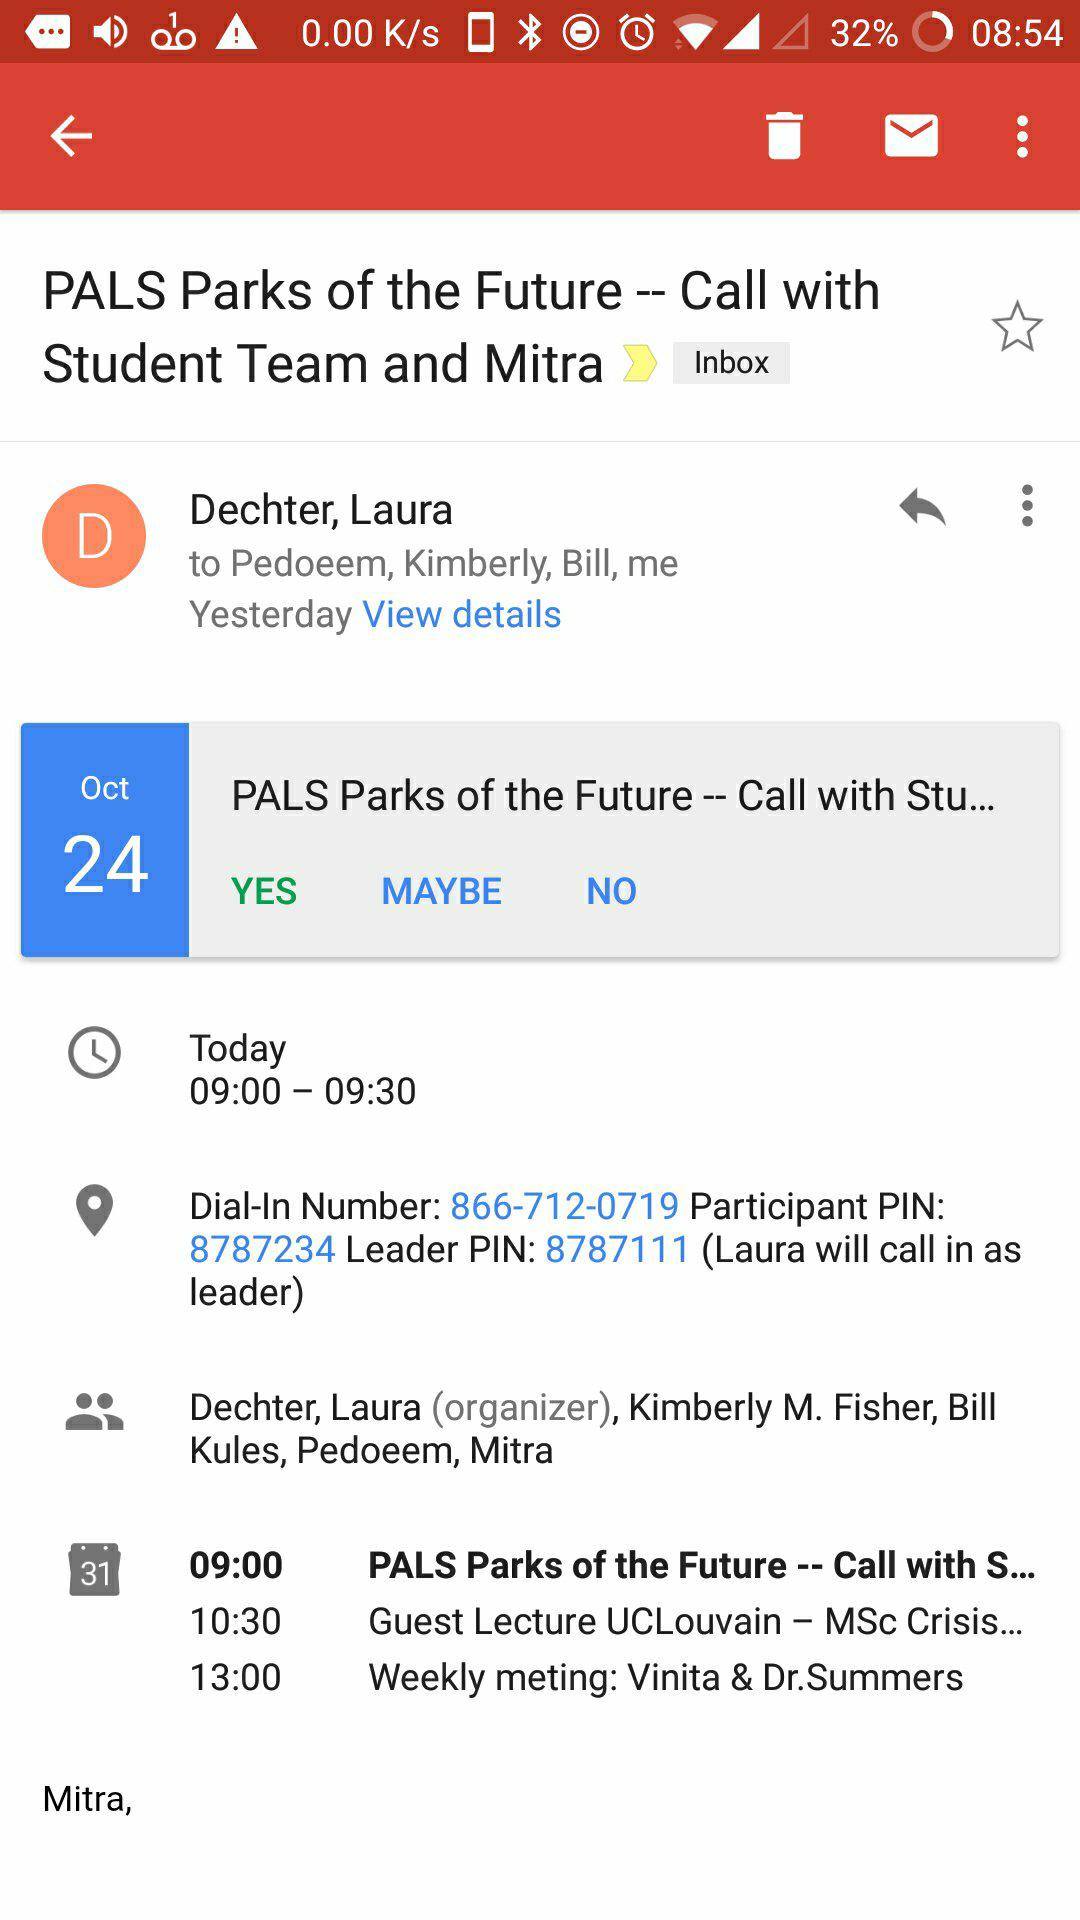 0.00 K/s 32% 08:54
PALS Parks of the Future -- Call with
Student Team and Mitra Inbox
D
Dechter, Laura
to Pedoeem, Kimberly, Bill, me
Yesterday View details
Oct
24
PALS Parks of the Future -- Call with Stu...
YES MAYBE NO
Today
09:00 – 09:30
Dial-In Number: 866-712-0719 Participant PIN:
8787234 Leader PIN: 8787111 (Laura will call in as
leader)
Dechter, Laura (organizer), Kimberly M. Fisher, Bill
Kules, Pedoeem, Mitra
31
09:00 PALS Parks of the Future -- Call with S...
10:30 Guest Lecture UCLouvain – MSc Crisis...
13:00 Weekly meting: Vinita & Dr.Summers
Mitra,